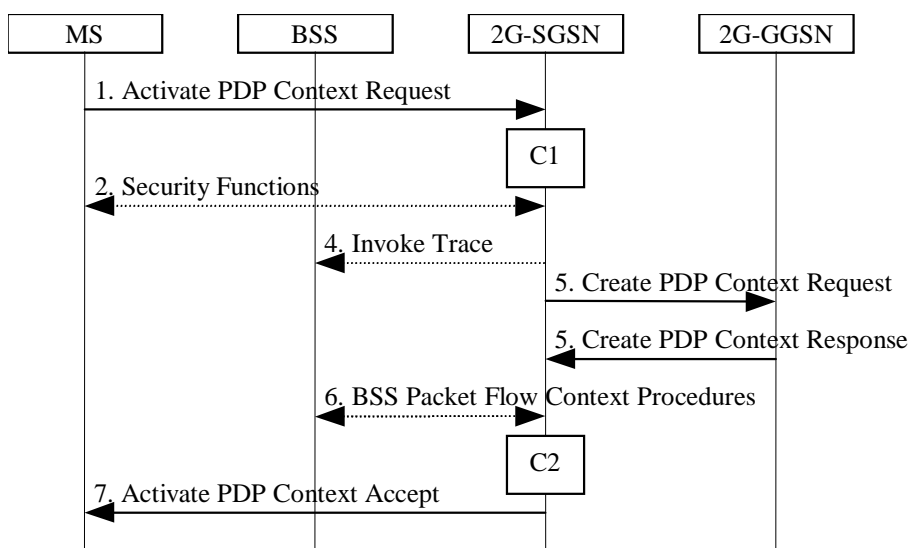 MS
BSS
2G-SGSN
2G-GGSN
1. Activate PDP Context Request
C1
2. Security Functions
4. Invoke Trace
5. Create PDP Context Request
5. Create PDP Context Response
6. BSS Packet Flow Context Procedures
C2
7. Activate PDP Context Accept